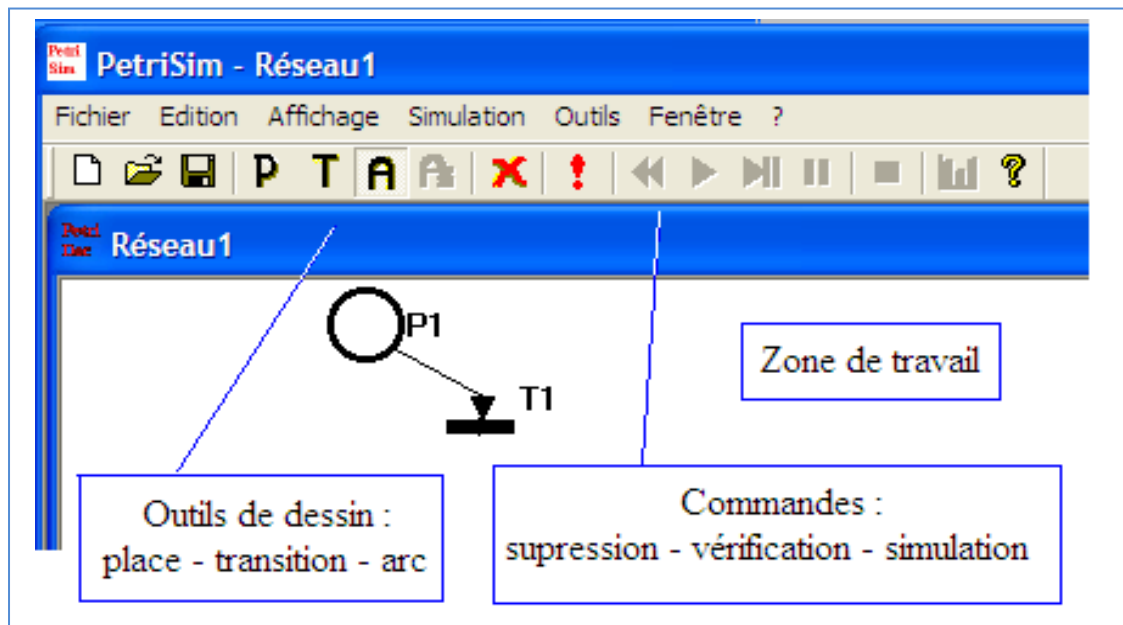 Petri
Sim
PetriSim - Réseau1
Fichier Edition Affichage Simulation Outils Fenêtre ?
P T A A ?
Petri
Réseau1
P1
T1
Zone de travail
Outils de dessin :
place - transition - arc
Commandes :
supression - vérification - simulation